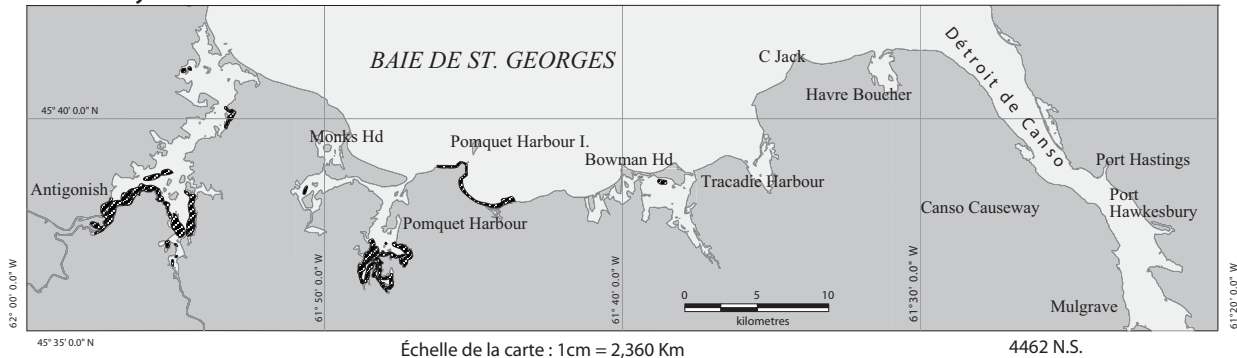 BAIE DE ST. GEORGES
C Jack
Détroit de Canso
Havre Boucher
45° 40' 0.0" N
Monks Hd
Pomquet Harbour I.
Bowman Hd
Port Hastings
Antigonish
Tracadie Harbour
Port
Hawkesbury
Canso Causeway
Pomquet Harbour
62° 00' 0.0" W
61° 50' 0.0" W
61° 40' 0.0" W
61° 30' 0.0" W
61° 20' 0.0" W
0 5 10
kilometres
Mulgrave
45° 35' 0.0" N
Échelle de la carte : 1cm = 2,360 Km
4462 N.S.